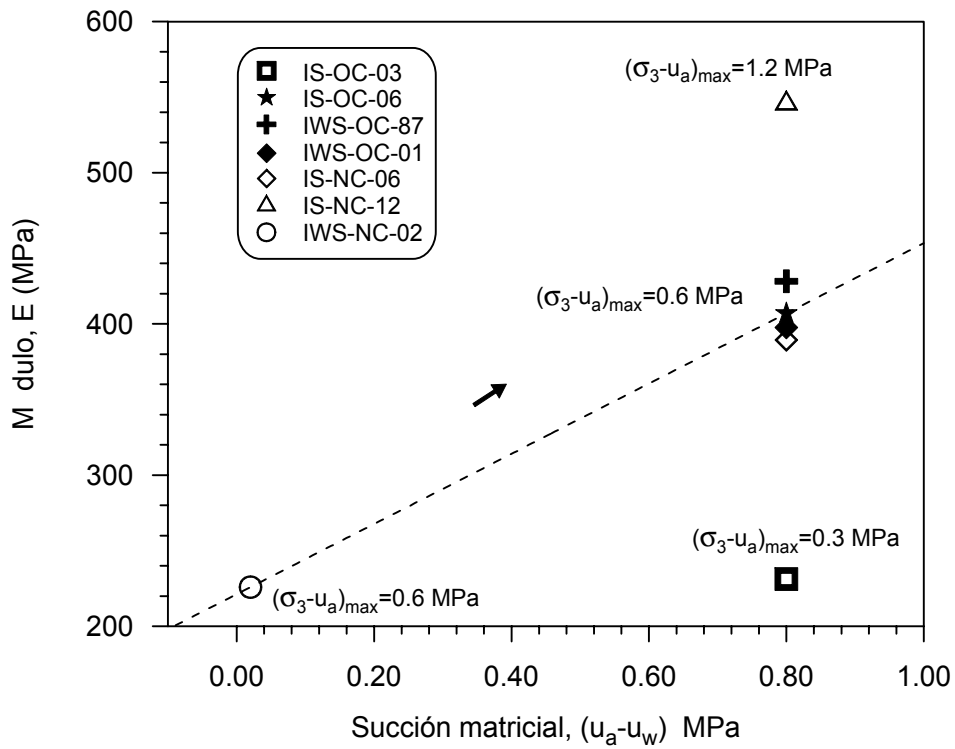 600
500
400
300
200
M dulo, E (MPa)
IS-OC-03
IS-OC-06
IWS-OC-87
IWS-OC-01
IS-NC-06
IS-NC-12
IWS-NC-02
(σ₃-uₐ)max=1.2 MPa
(σ₃-uₐ)max=0.6 MPa
(σ₃-uₐ)max=0.3 MPa
(σ₃-uₐ)max=0.6 MPa
0.00 0.20 0.40 0.60 0.80 1.00
Succión matricial, (uₐ-u_w) MPa